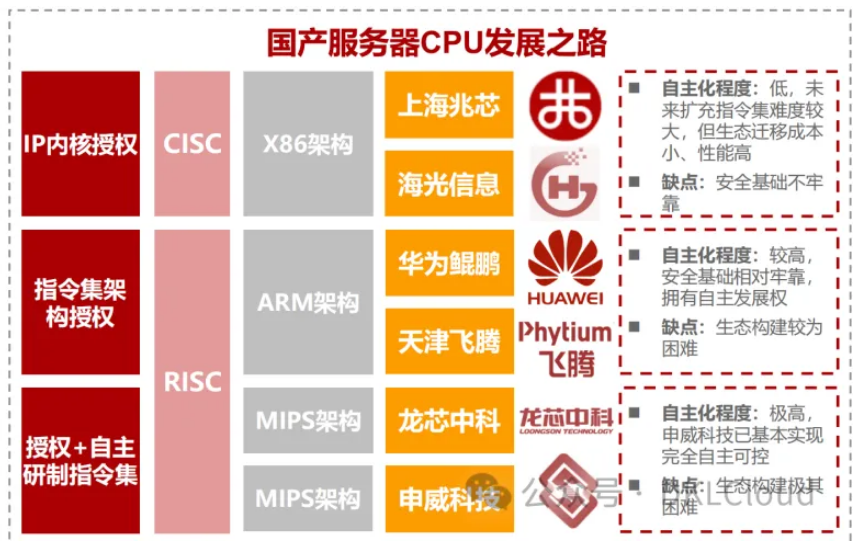 国产服务器CPU发展之路
IP内核授权
CISC
X86架构
上海兆芯
海光信息
自主化程度：低，未
来扩充指令集难度较
大，但生态迁移成本
小、性能高
缺点：安全基础不牢
靠
指令集架
构授权
RISC
ARM架构
华为鲲鹏
HUAWEI
天津飞腾
Phytium
飞腾
自主化程度：较高，
安全基础相对牢靠，
拥有自主发展权
缺点：生态构建较为
困难
授权+自主
研制指令集
MIPS架构
龙芯中科
龙芯中科
LOONGSON TECHNOLOGY
MIPS架构
申威科技
自主化程度：极高，
申威科技已基本实现
完全自主可控
缺点：生态构建极其
困难
公众号